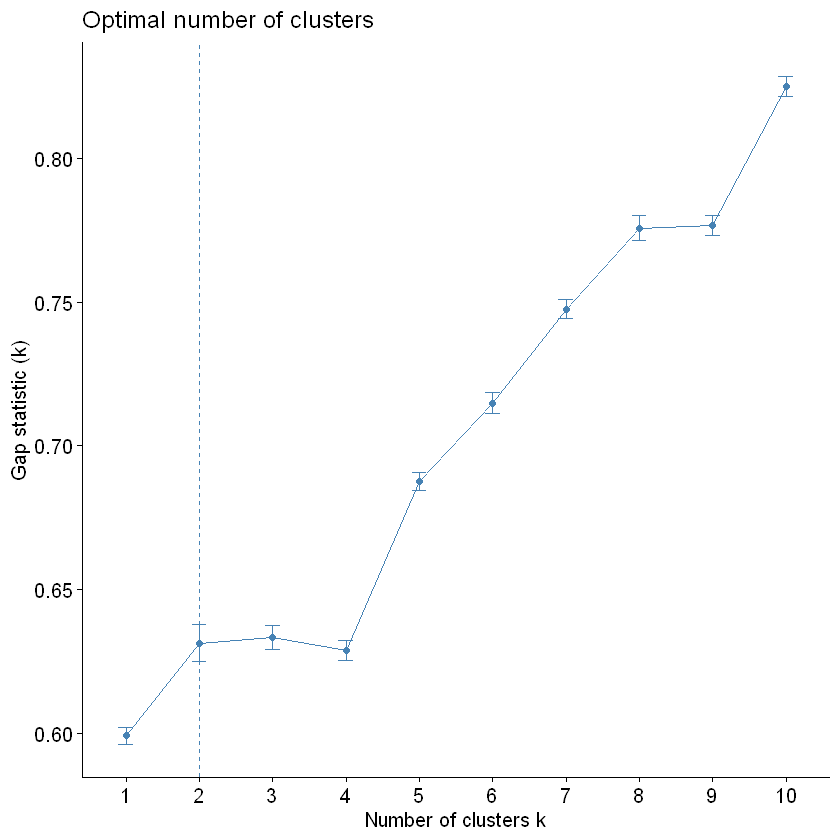 Optimal number of clusters
Gap statistic (k)
0.80
0.75
0.70
0.65
0.60
1 2 3 4 5 6 7 8 9 10
Number of clusters k